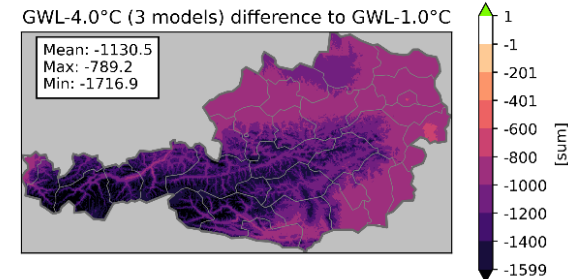 GWL-4.0°C (3 models) difference to GWL-1.0°C
Mean: -1130.5
Max: -789.2
Min: -1716.9
1
-1
-201
-401
-600
-800
-1000
-1200
-1400
-1599
[sum]